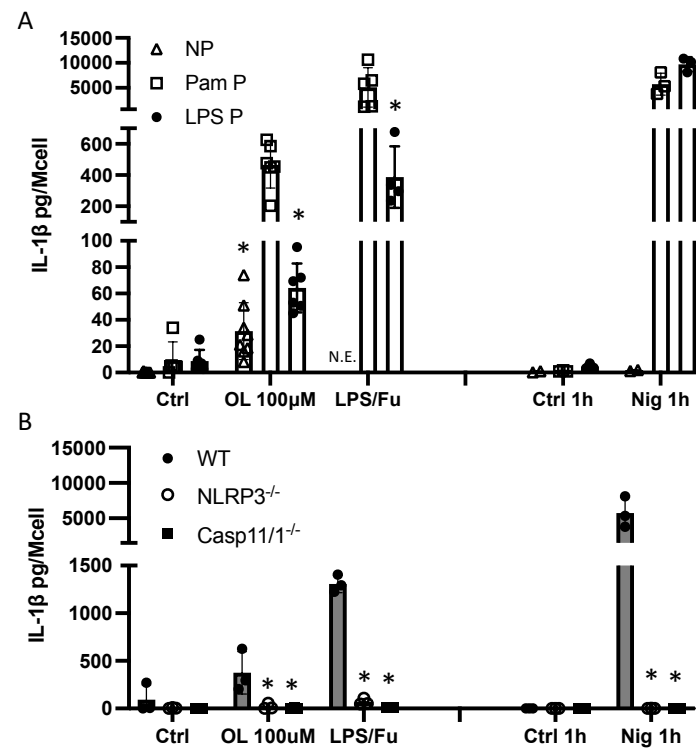 A
15000
10000
5000
600
400
200
100
80
60
40
20
0
IL-1β pg/Mcell
NP
Pam P
LPS P
*
*
*
N.E.
Ctrl
OL 100μM
LPS/Fu
Ctrl 1h
Nig 1h
B
15000
10000
5000
1500
1000
500
0
IL-1β pg/Mcell
WT
NLRP3-/-
Casp11/1-/-
* *
* *
* *
Ctrl
OL 100uM
LPS/Fu
Ctrl 1h
Nig 1h